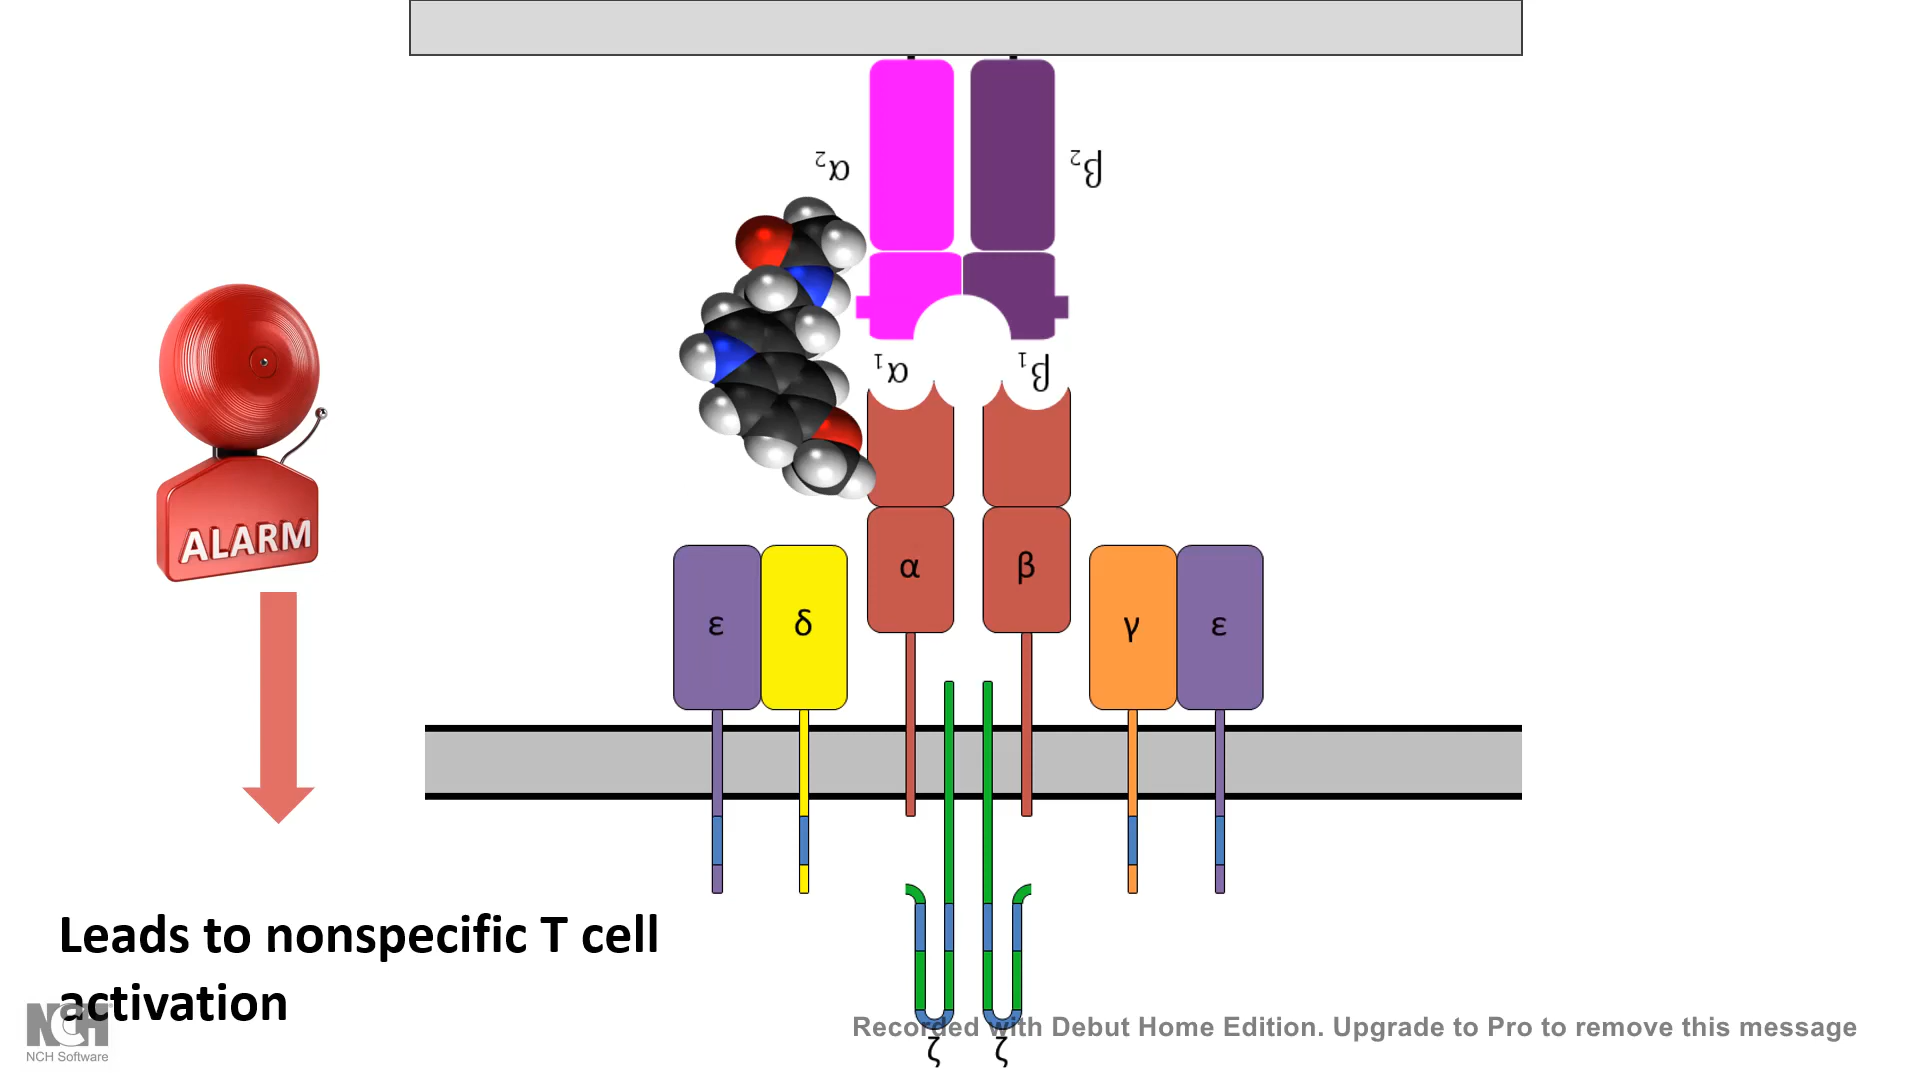 α₂
β₂
α₁
β₁
ALARM
α
β
ε
δ
γ
ε
Leads to nonspecific T cell
activation
NCH
NCH Software
Recorded with Debut Home Edition. Upgrade to Pro to remove this message
ζ
ζ